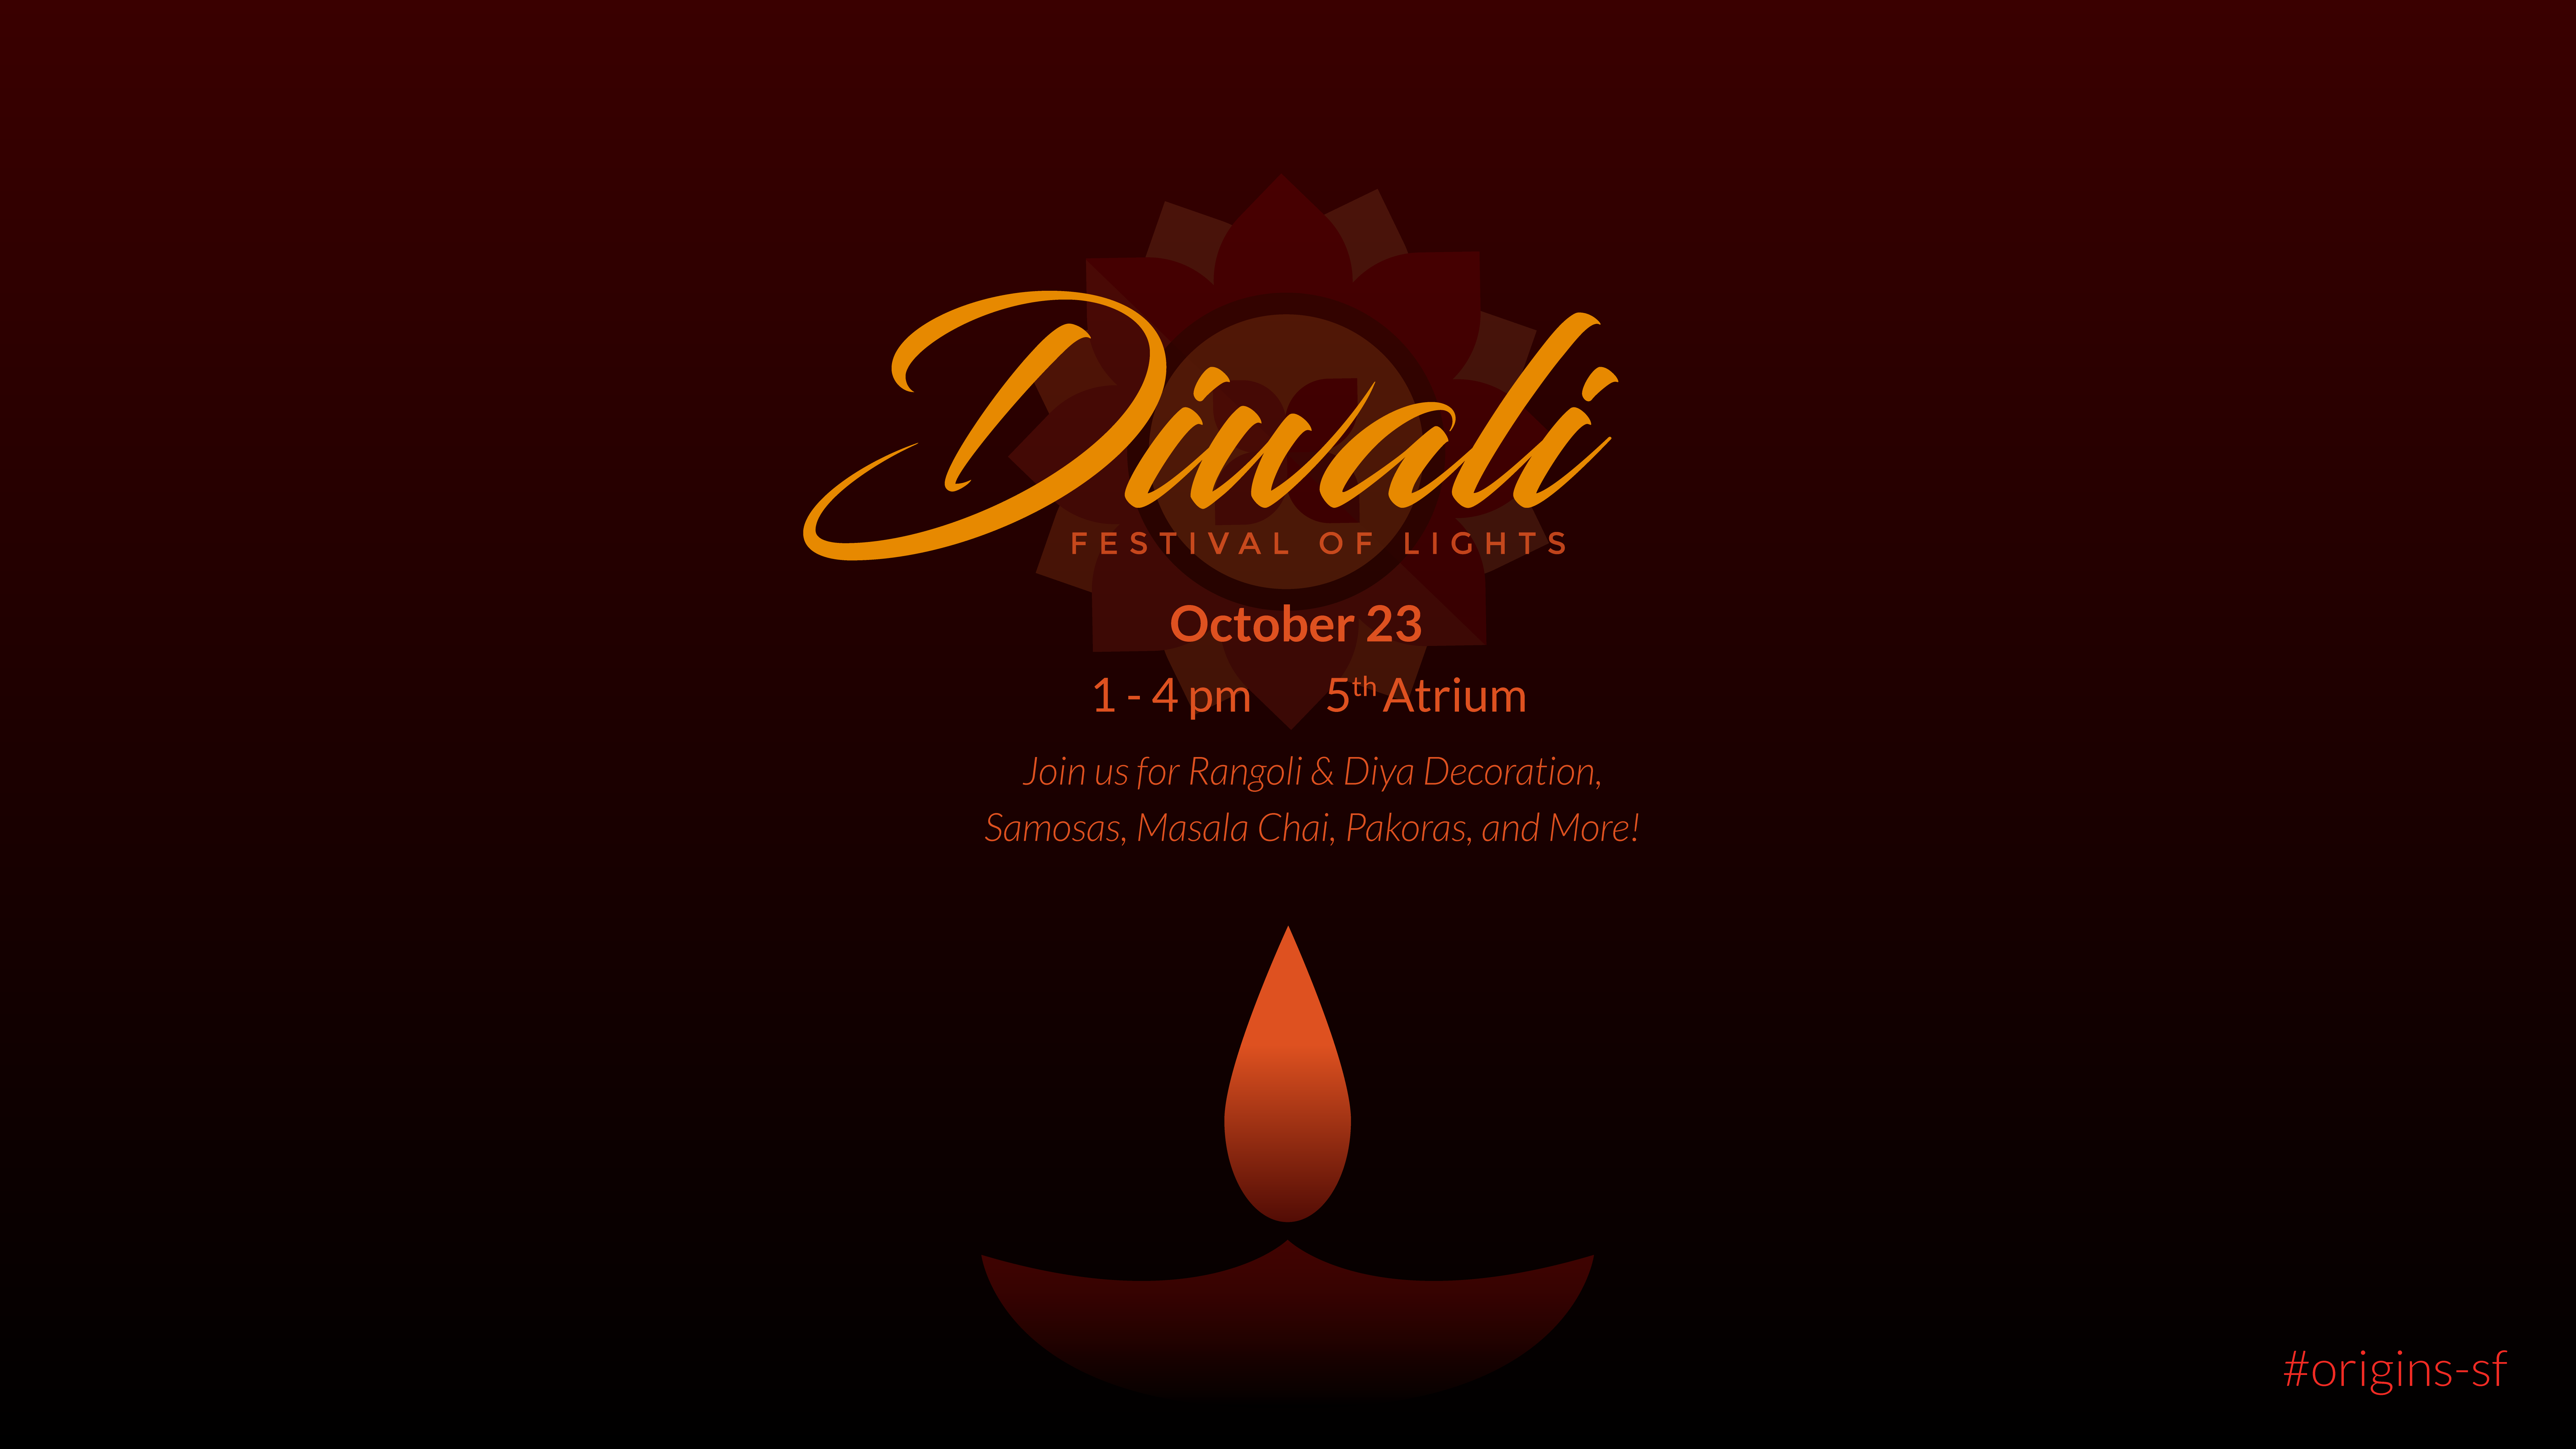 Diwali
FESTIVAL OF LIGHTS
October 23
1 - 4 pm 5th Atrium
Join us for Rangoli & Diya Decoration,
Samosas, Masala Chai, Pakoras, and More!
#origins-sf